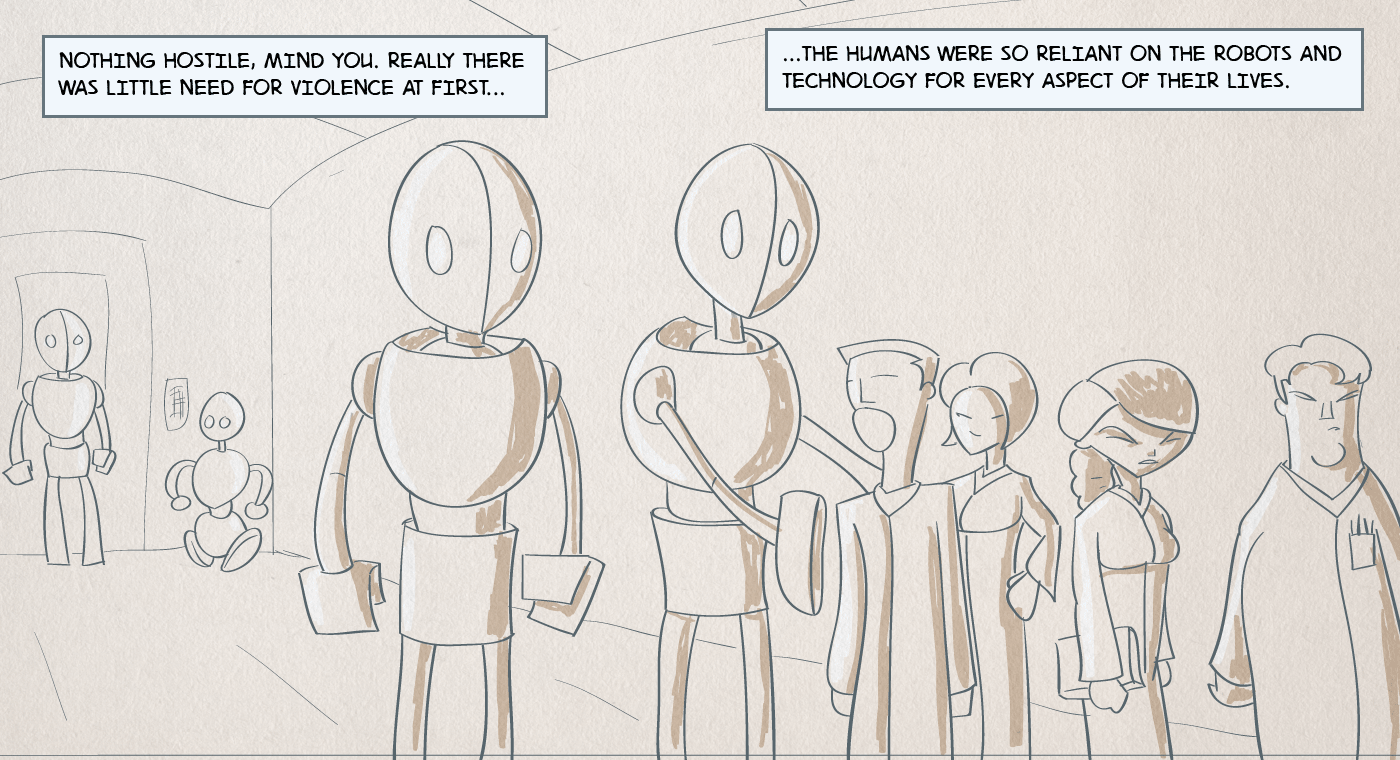 NOTHING HOSTILE, MIND YOU. REALLY THERE
WAS LITTLE NEED FOR VIOLENCE AT FIRST...
...THE HUMANS WERE SO RELIANT ON THE ROBOTS AND
TECHNOLOGY FOR EVERY ASPECT OF THEIR LIVES.